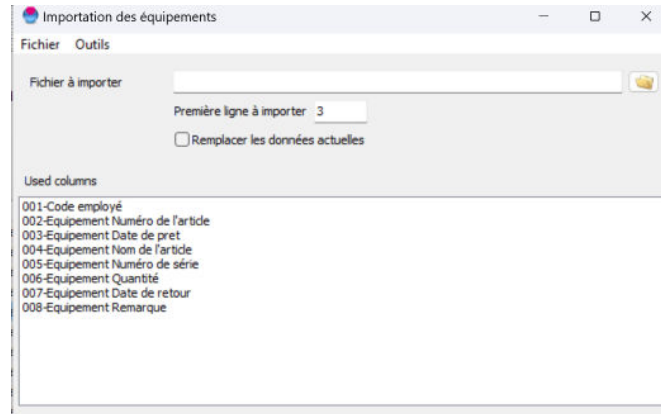 Importation des équipements
Fichier Outils
Fichier à importer
Première ligne à importer 3
Remplacer les données actuelles
Used columns
001-Code employé
002-Equipement Numéro de l'article
003-Equipement Date de pret
004-Equipement Nom de l'article
005-Equipement Numéro de série
006-Equipement Quantité
007-Equipement Date de retour
008-Equipement Remarque